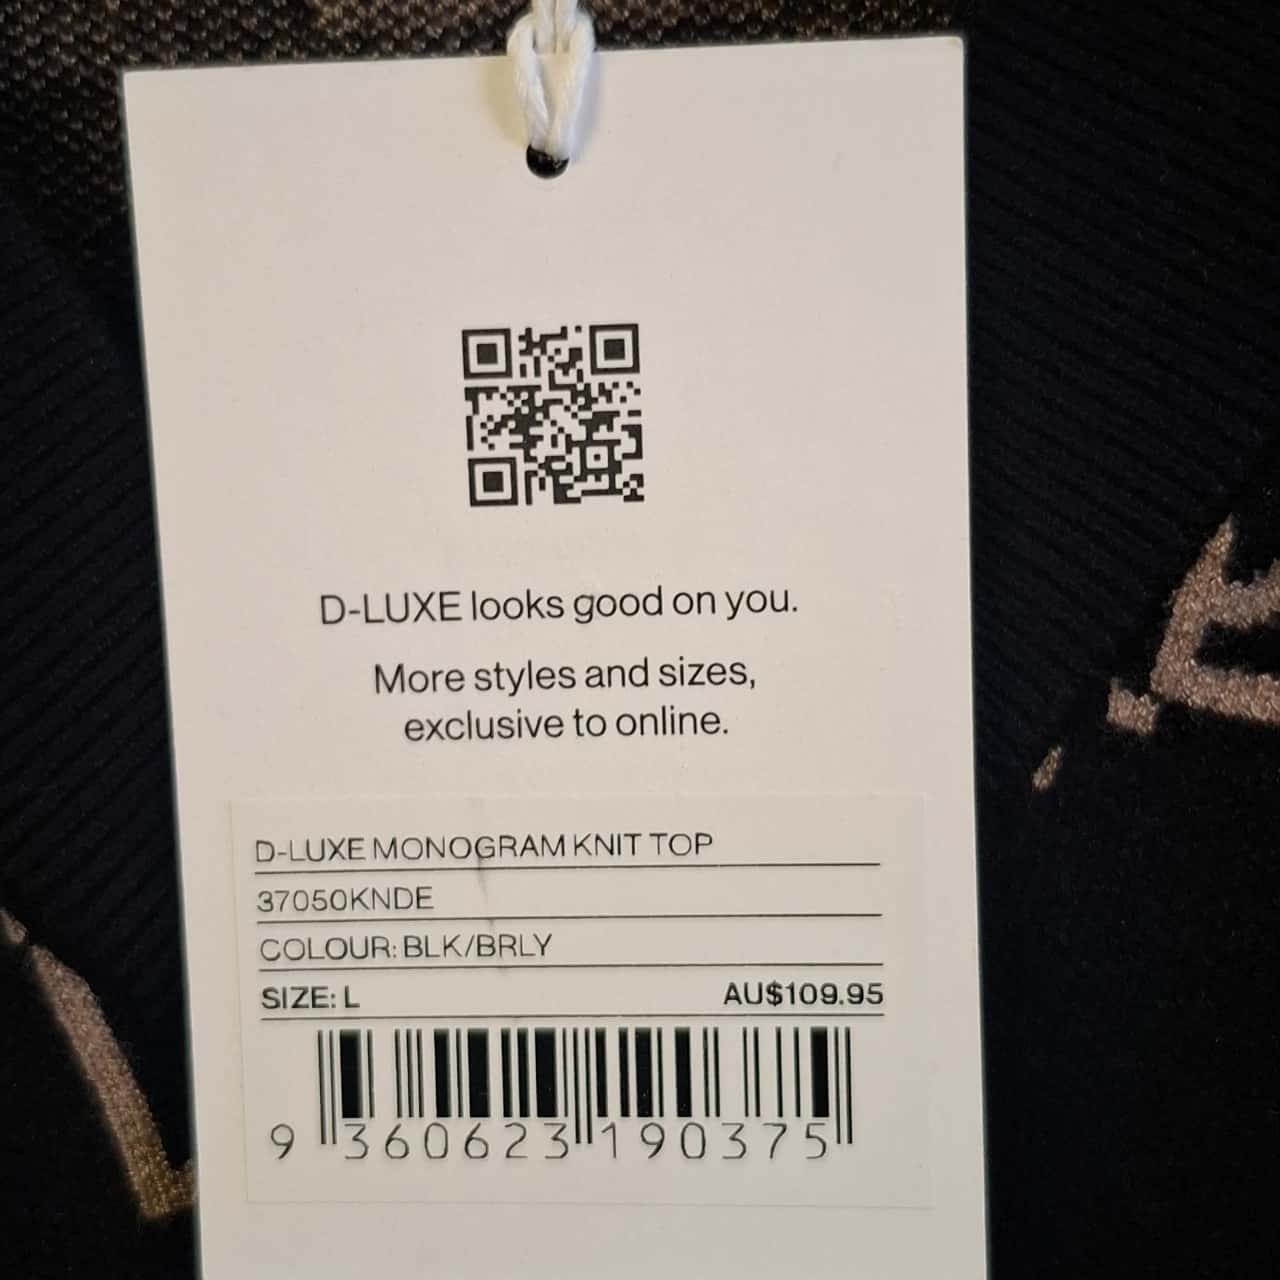 D-LUXE looks good on you.
More styles and sizes,
exclusive to online.
D-LUXE MONOGRAM KNIT TOP
37050KNDE
COLOUR: BLK/BRLY
SIZE: L AU$109.95
9 360623 190375